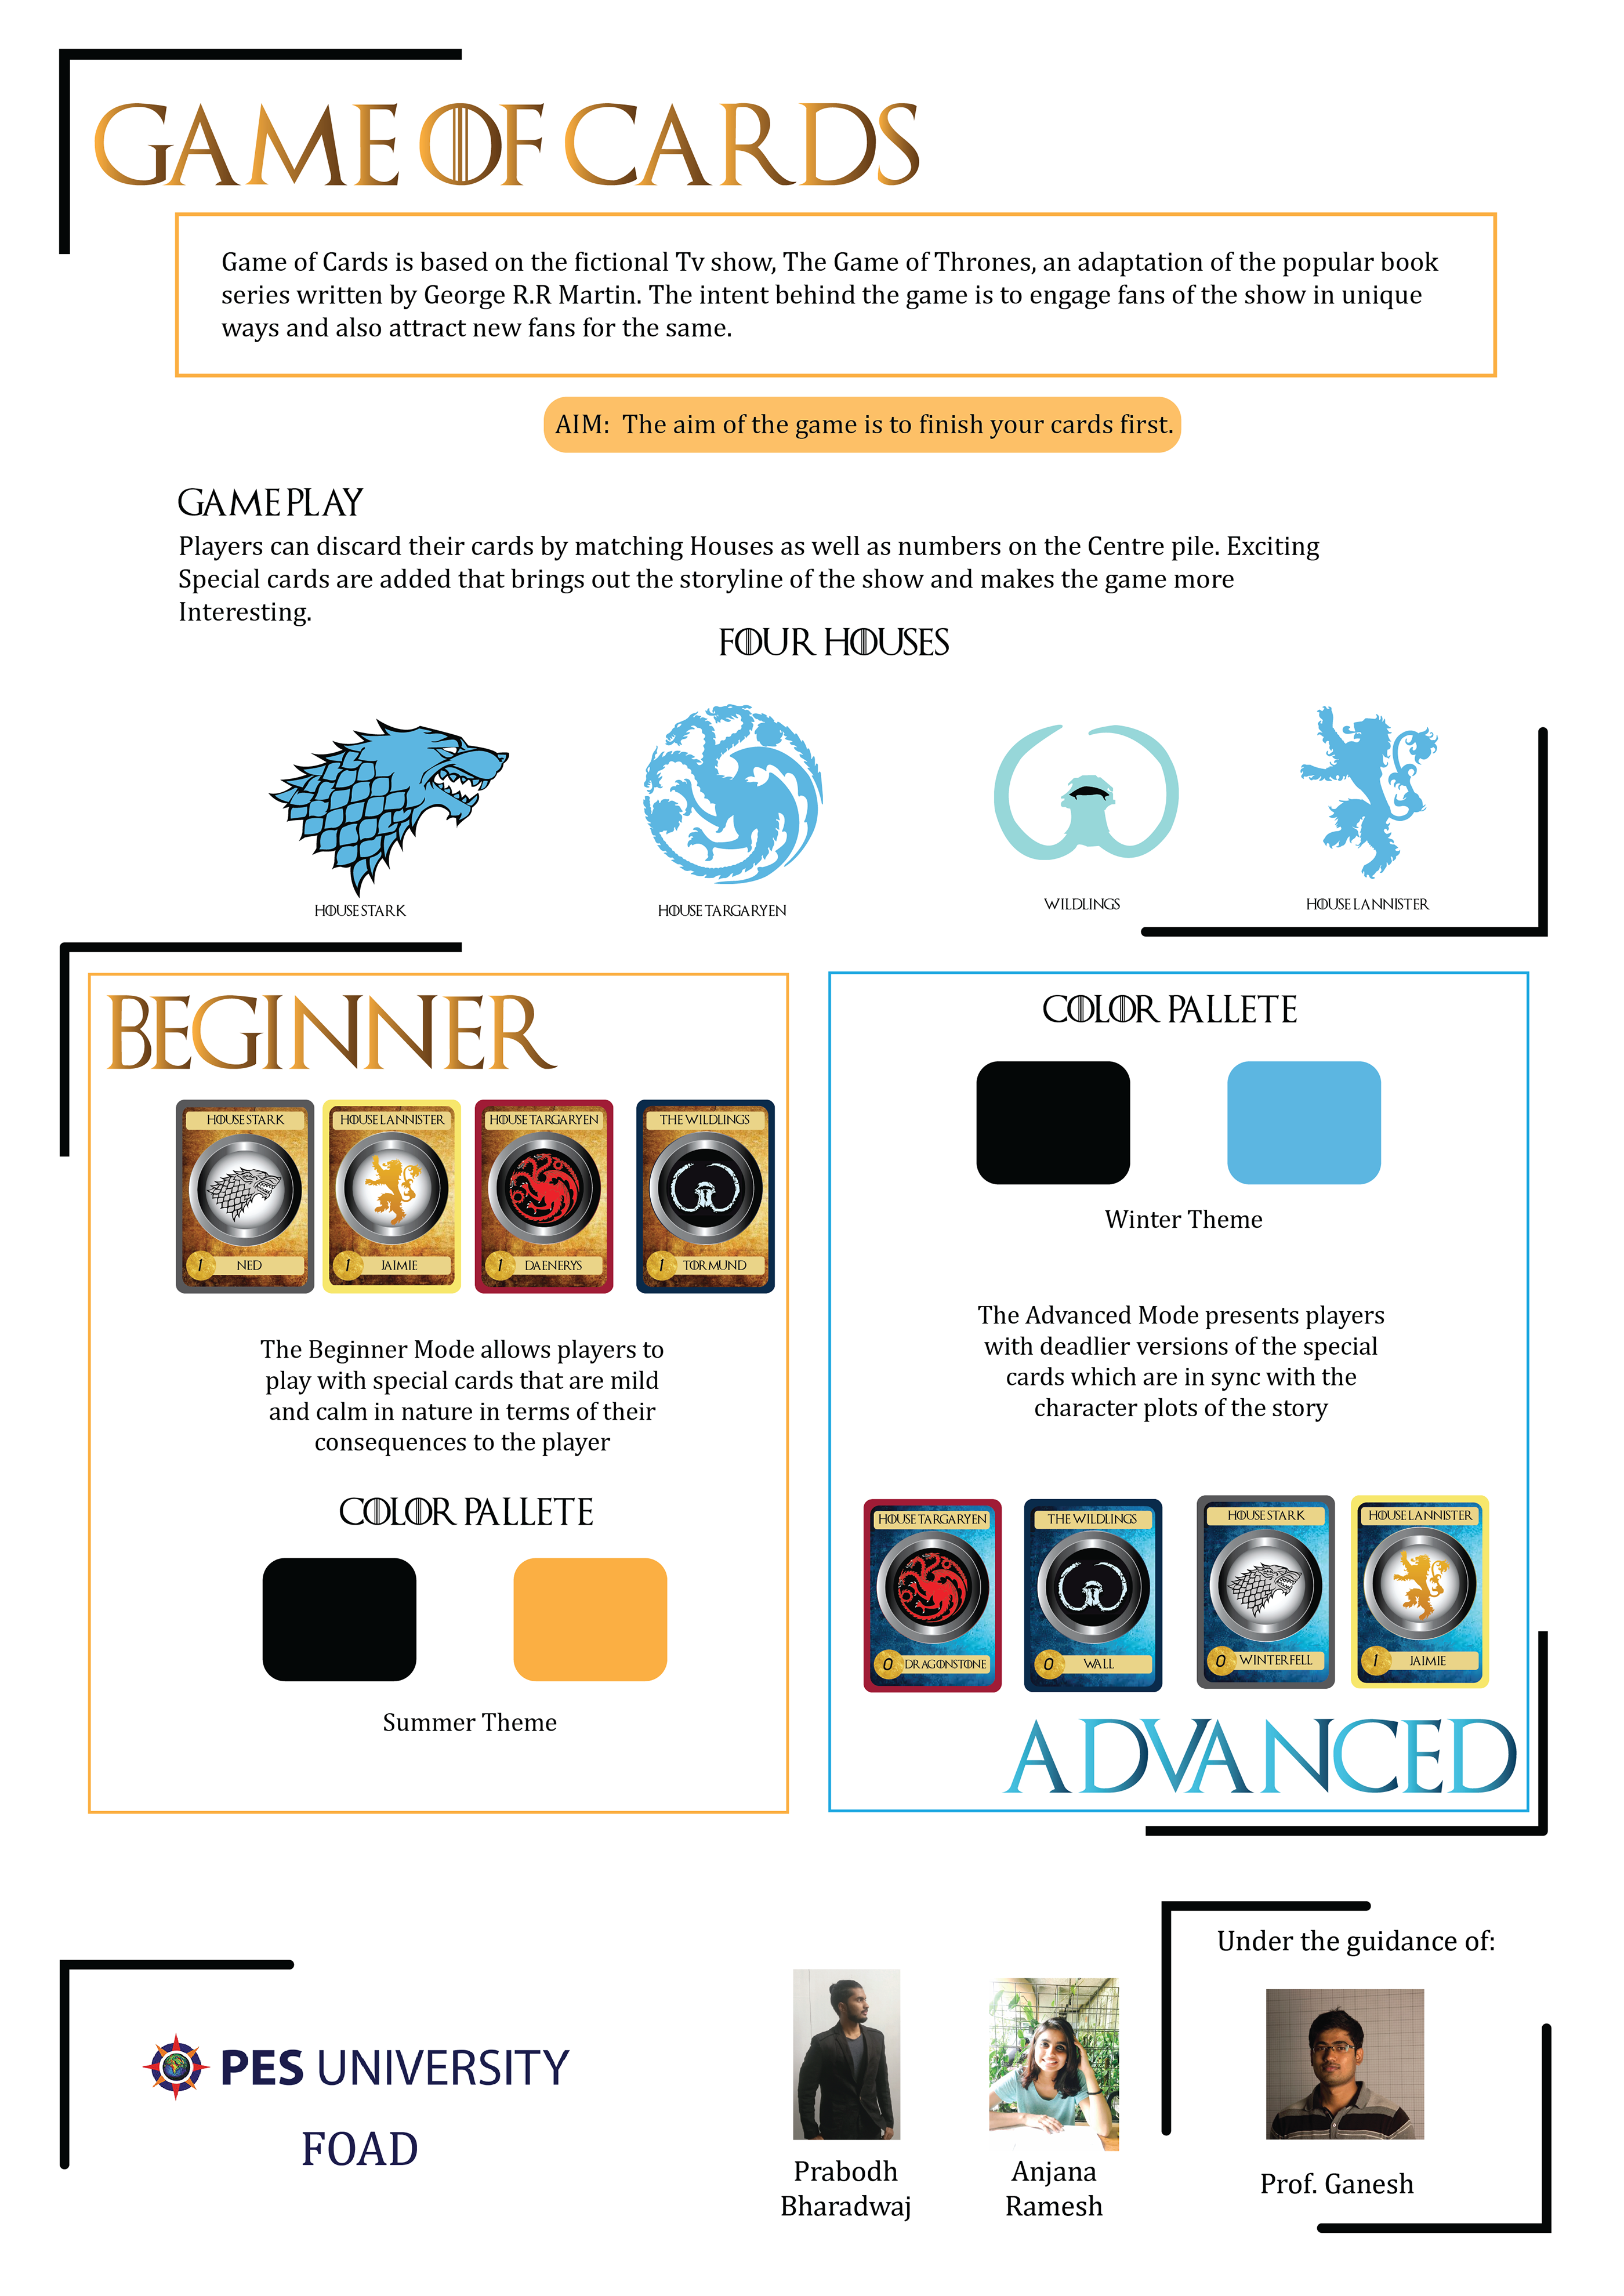 GAME OF CARDS
Game of Cards is based on the fictional Tv show, The Game of Thrones, an adaptation of the popular book
series written by George R.R Martin. The intent behind the game is to engage fans of the show in unique
ways and also attract new fans for the same.
AIM:  The aim of the game is to finish your cards first.
GAMEPLAY
Players can discard their cards by matching Houses as well as numbers on the Centre pile. Exciting
Special cards are added that brings out the storyline of the show and makes the game more
Interesting.
FOUR HOUSES
HOUSE STARK
HOUSE TARGARYEN
WILDLINGS
HOUSE LANNISTER
BEGINNER
HOUSE STARK
1 NED
HOUSE LANNISTER
1 JAIMIE
HOUSE TARGARYEN
1 DAENERYS
THE WILDLINGS
1 TORMUND
The Beginner Mode allows players to
play with special cards that are mild
and calm in nature in terms of their
consequences to the player
COLOR PALLETE
Summer Theme
COLOR PALLETE
Winter Theme
The Advanced Mode presents players
with deadlier versions of the special
cards which are in sync with the
character plots of the story
HOUSE TARGARYEN
0 DRAGONSTONE
THE WILDLINGS
0 WALL
HOUSE STARK
0 WINTERFELL
HOUSE LANNISTER
1 JAIMIE
ADVANCED
PES UNIVERSITY
FOAD
Prabodh
Bharadwaj
Anjana
Ramesh
Under the guidance of:
Prof. Ganesh